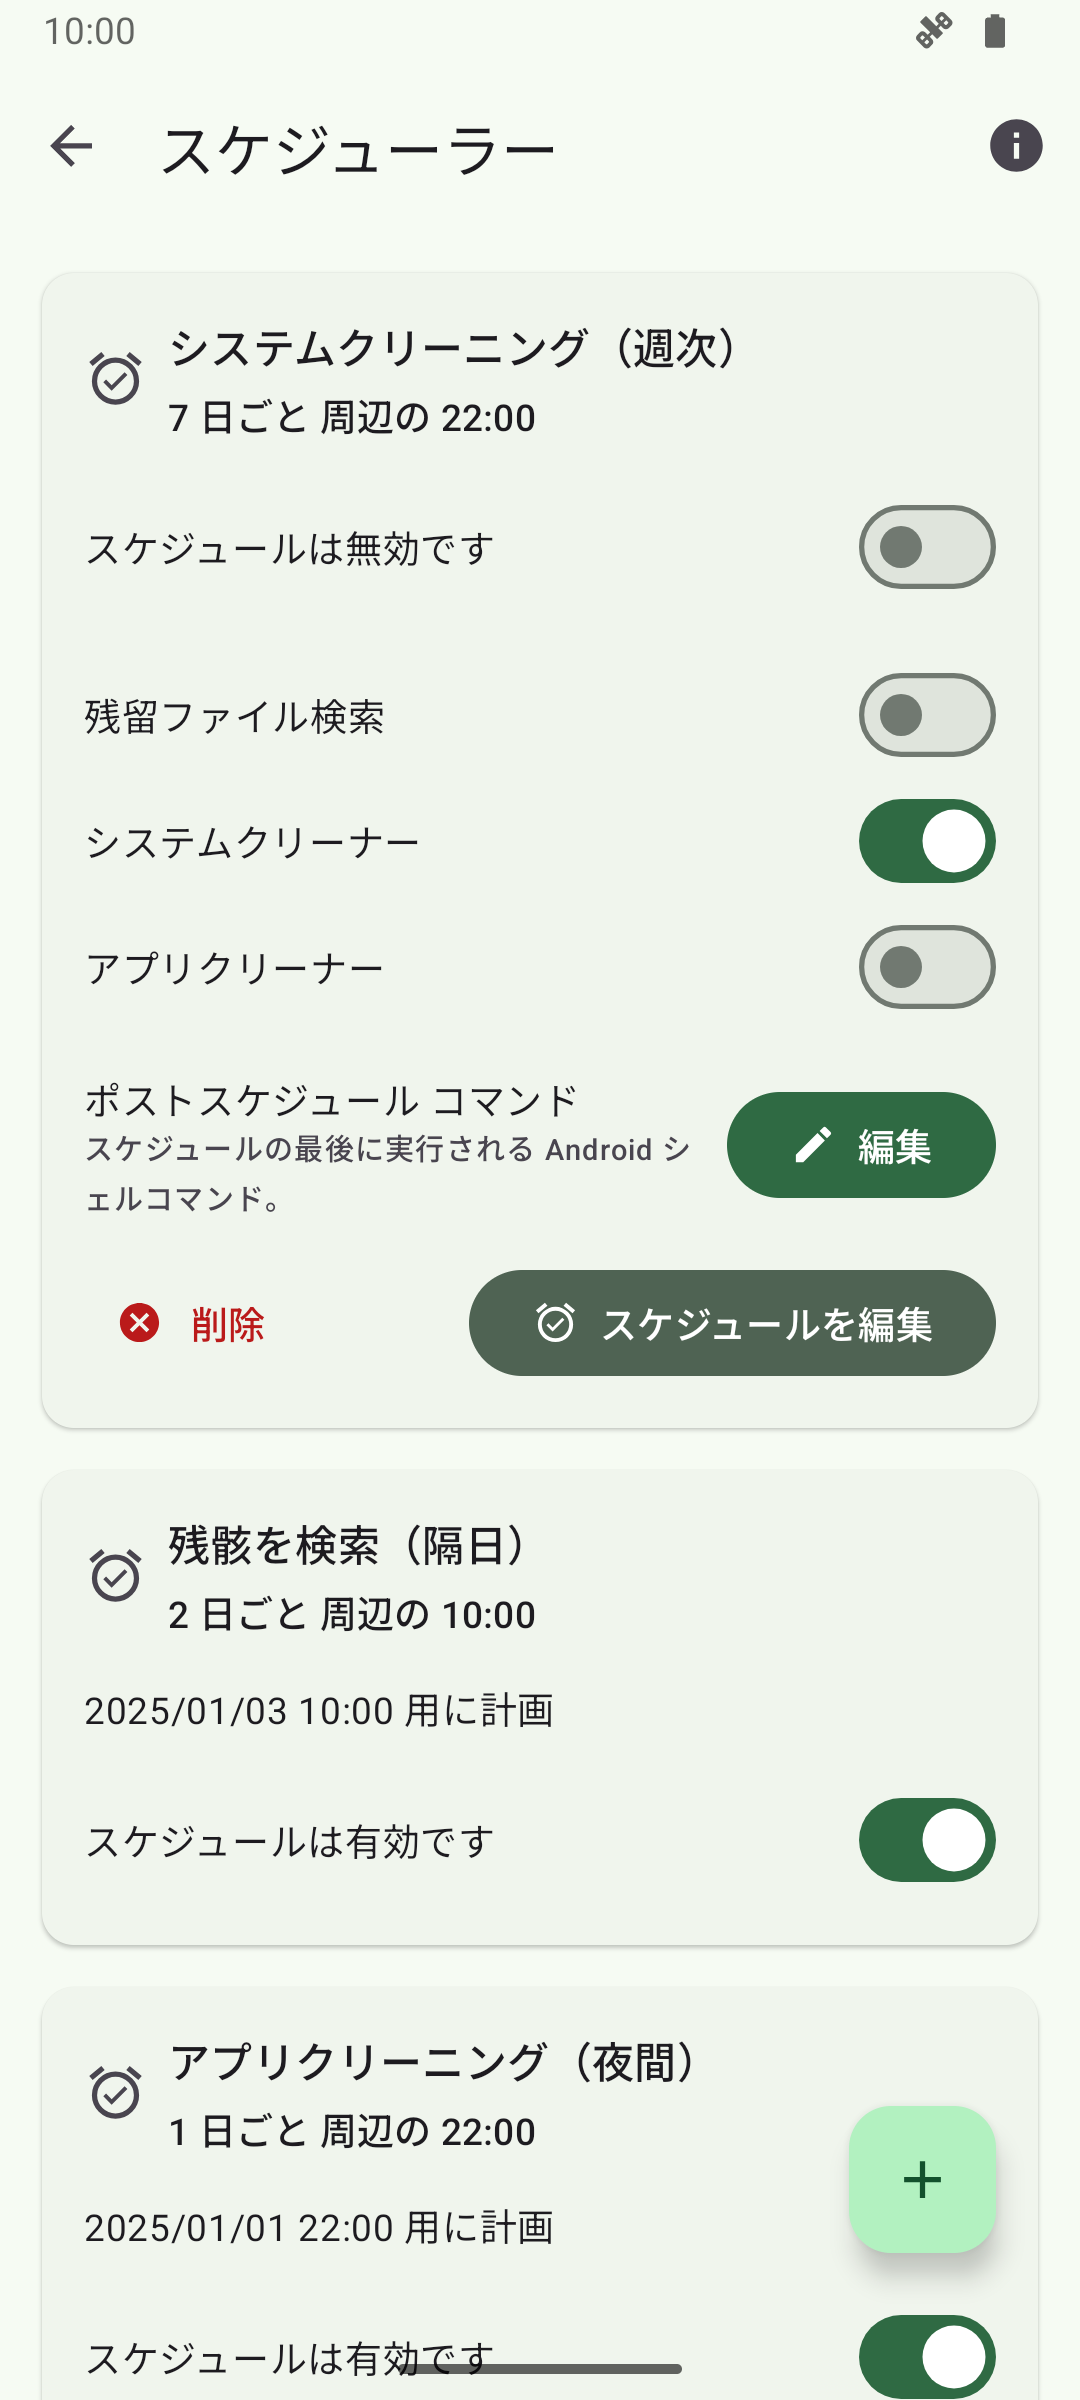 10:00
スケジューラー
システムクリーニング（週次）
7 日ごと 周辺の 22:00
スケジュールは無効です
残留ファイル検索
システムクリーナー
アプリクリーナー
ポストスケジュール コマンド
スケジュールの最後に実行される Android シ
ェルコマンド。
編集
削除
スケジュールを編集
残骸を検索（隔日）
2 日ごと 周辺の 10:00
2025/01/03 10:00 用に計画
スケジュールは有効です
アプリクリーニング（夜間）
1 日ごと 周辺の 22:00
2025/01/01 22:00 用に計画
スケジュールは有効です